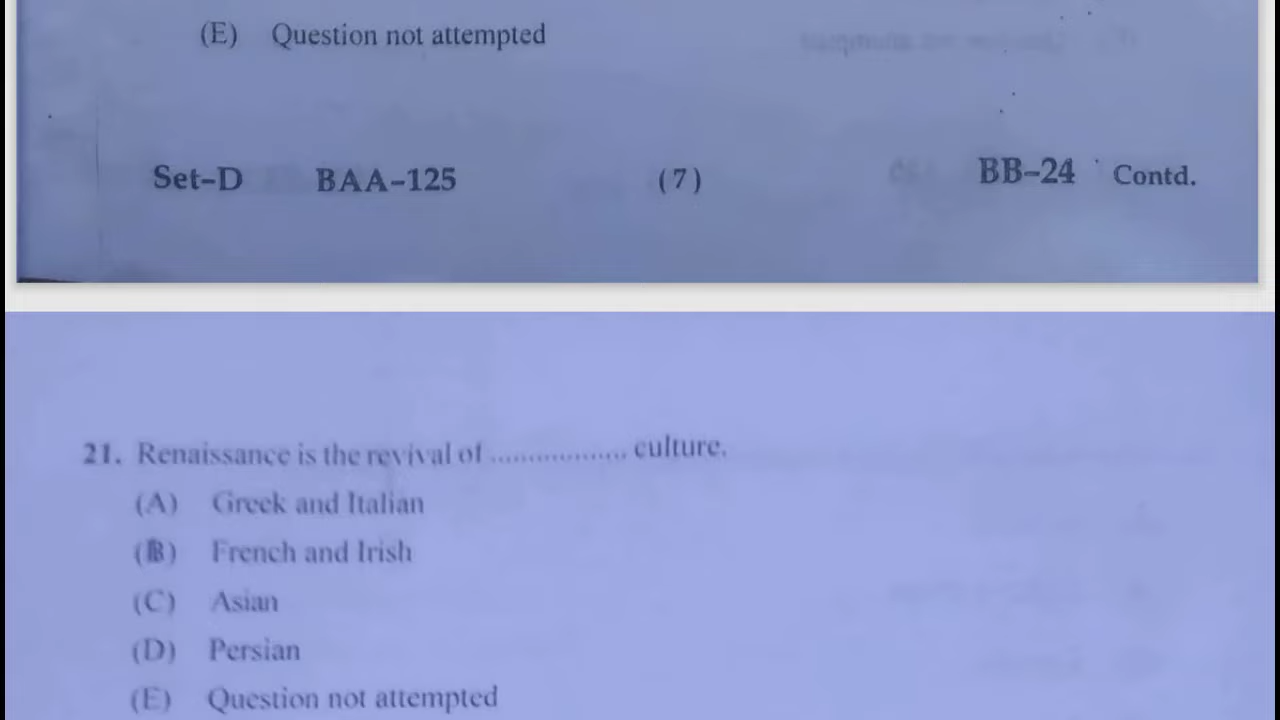 (E) Question not attempted
Set-D BAA-125 (7) BB-24 Contd.
21. Renaissance is the revival of ................ culture.
(A) Greek and Italian
(B) French and Irish
(C) Asian
(D) Persian
(E) Question not attempted